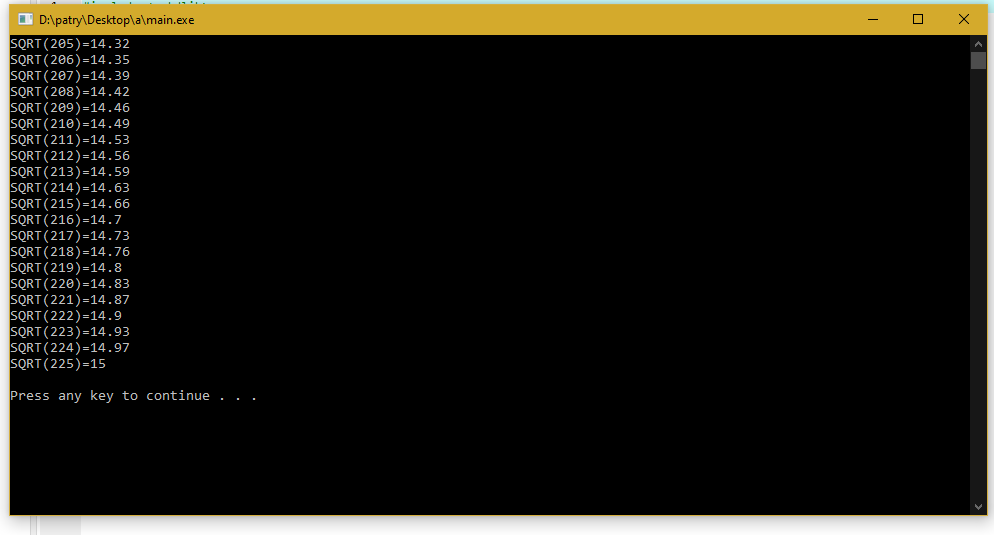 D:\patry\Desktop\a\main.exe
SQRT(205)=14.32
SQRT(206)=14.35
SQRT(207)=14.39
SQRT(208)=14.42
SQRT(209)=14.46
SQRT(210)=14.49
SQRT(211)=14.53
SQRT(212)=14.56
SQRT(213)=14.59
SQRT(214)=14.63
SQRT(215)=14.66
SQRT(216)=14.7
SQRT(217)=14.73
SQRT(218)=14.76
SQRT(219)=14.8
SQRT(220)=14.83
SQRT(221)=14.87
SQRT(222)=14.9
SQRT(223)=14.93
SQRT(224)=14.97
SQRT(225)=15
Press any key to continue . . .